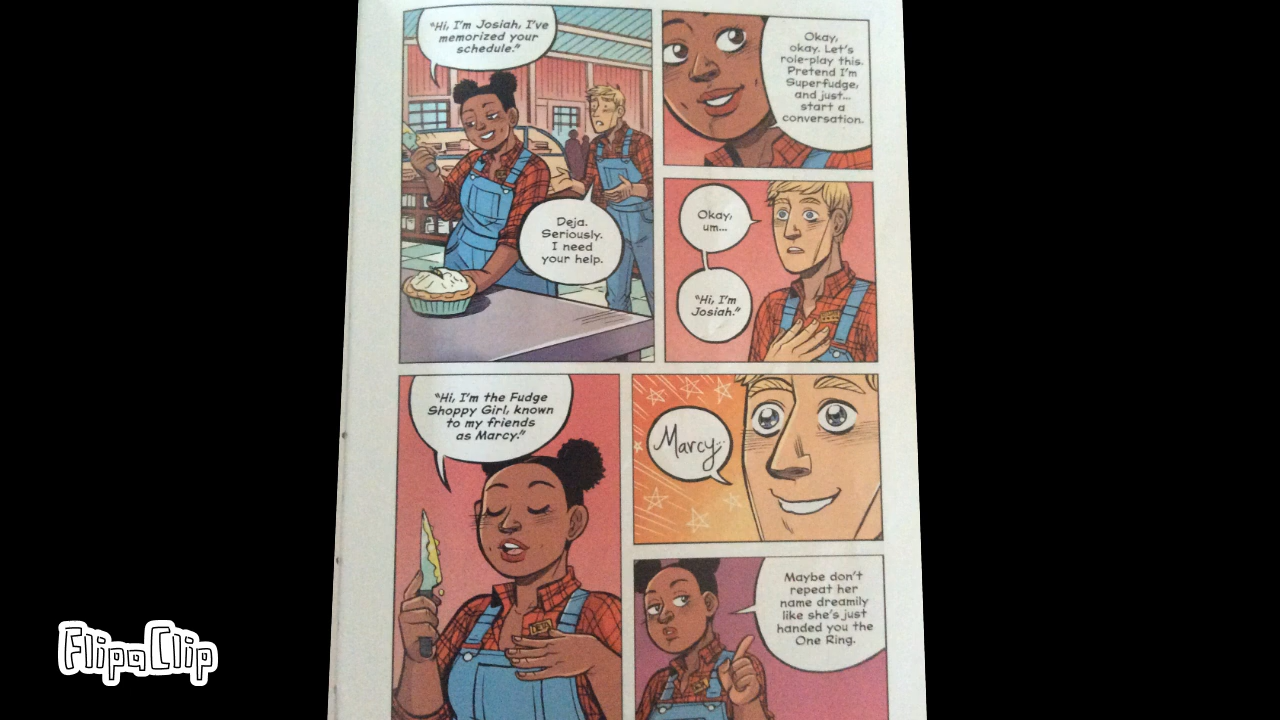 "Hi, I'm Josiah, I've
memorized your
schedule."
Deja.
Seriously.
I need
your help.
Okay,
okay. Let's
role-play this.
Pretend I'm
Superfudge,
and just...
start a
conversation.
Okay,
um...
"Hi, I'm
Josiah."
"Hi, I'm the Fudge
Shoppy Girl, known
to my friends
as Marcy."
Marcy...
Maybe don't
repeat her
name dreamily
like she's just
handed you the
One Ring.
FlipaClip